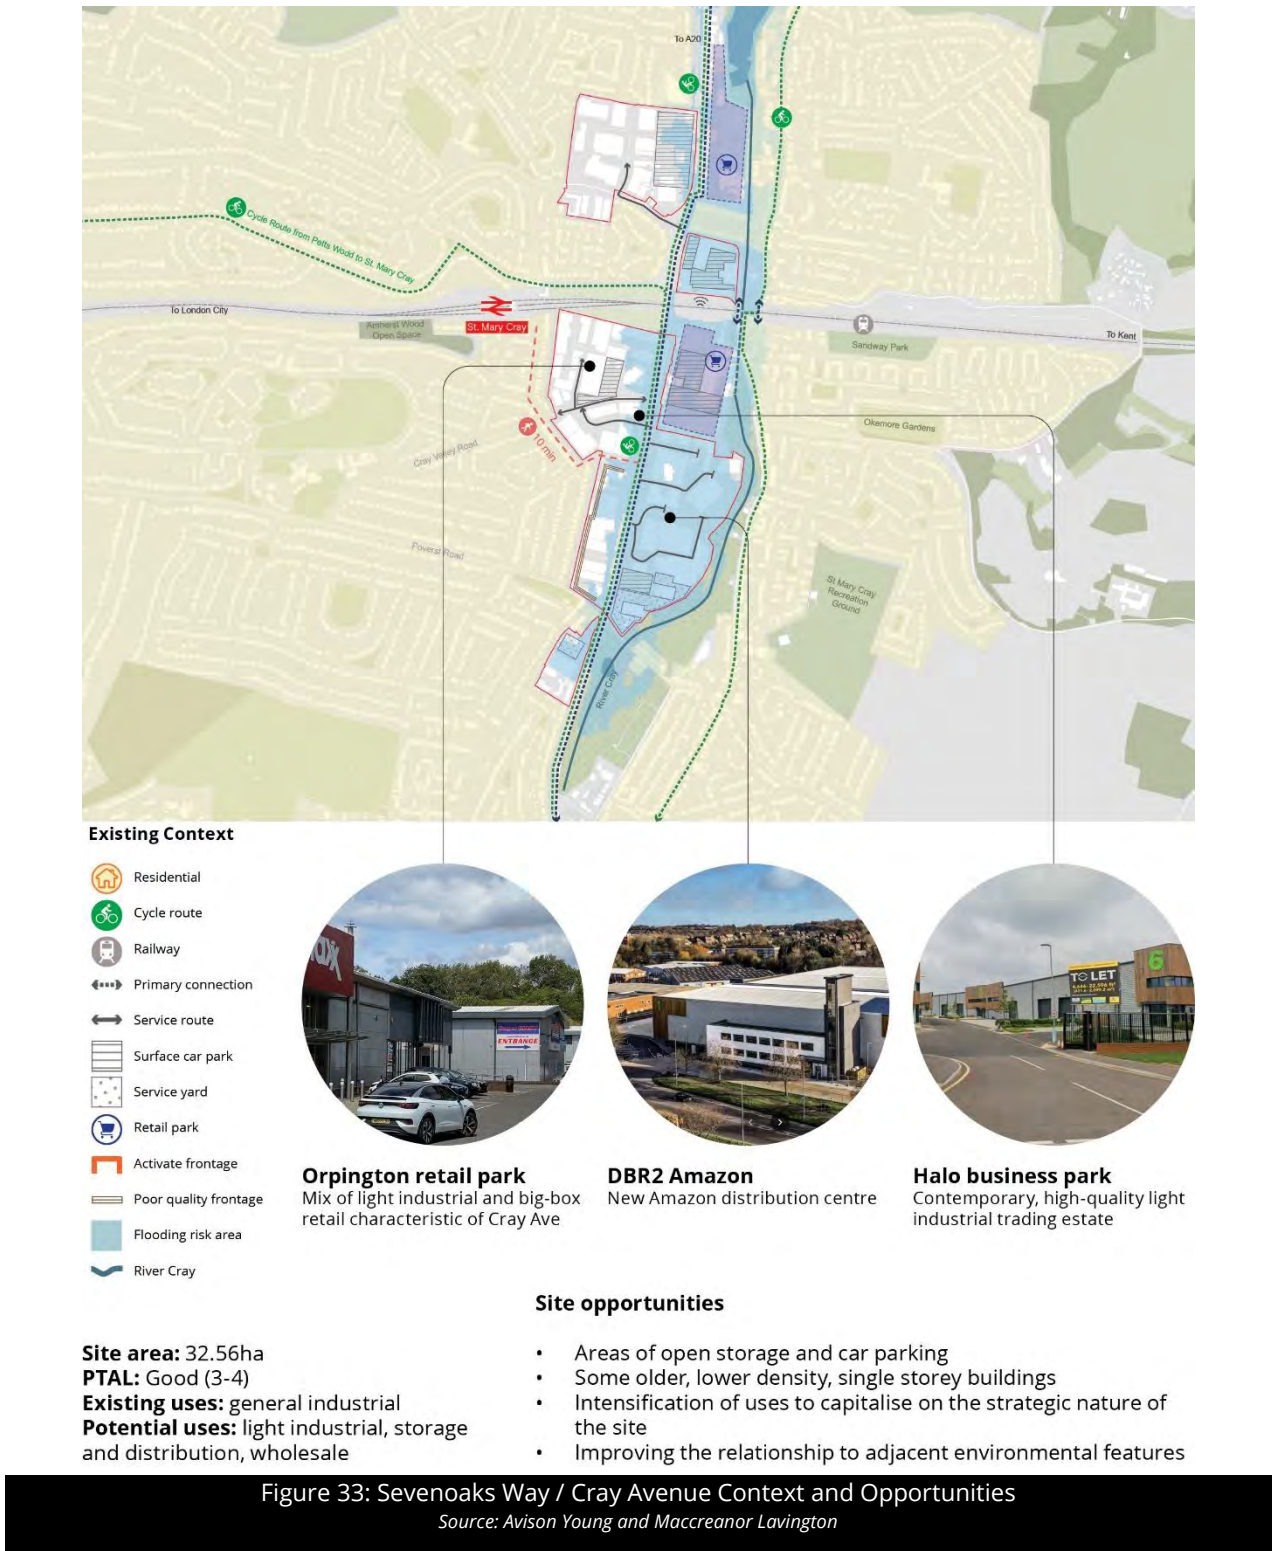 To A20
Cycle Route from Petts Wood to St. Mary Cray
To London City
St. Mary Cray
Amherst Wood
Open Space
Sandway Park
To Kent
Okemore Gardens
10 min
Cray Valley Road
Poverst Road
St Mary Cray
Recreation
Ground
River Cray
Existing Context
Residential
Cycle route
Railway
Primary connection
Service route
Surface car park
Service yard
Retail park
Activate frontage
Poor quality frontage
Flooding risk area
River Cray
ENTRANCE
TO LET
6
Orpington retail park
Mix of light industrial and big-box
retail characteristic of Cray Ave
DBR2 Amazon
New Amazon distribution centre
Halo business park
Contemporary, high-quality light
industrial trading estate
Site area: 32.56ha
PTAL: Good (3-4)
Existing uses: general industrial
Potential uses: light industrial, storage
and distribution, wholesale
Site opportunities
• Areas of open storage and car parking
• Some older, lower density, single storey buildings
• Intensification of uses to capitalise on the strategic nature of
the site
• Improving the relationship to adjacent environmental features
Figure 33: Sevenoaks Way / Cray Avenue Context and Opportunities
Source: Avison Young and Maccreanor Lavington